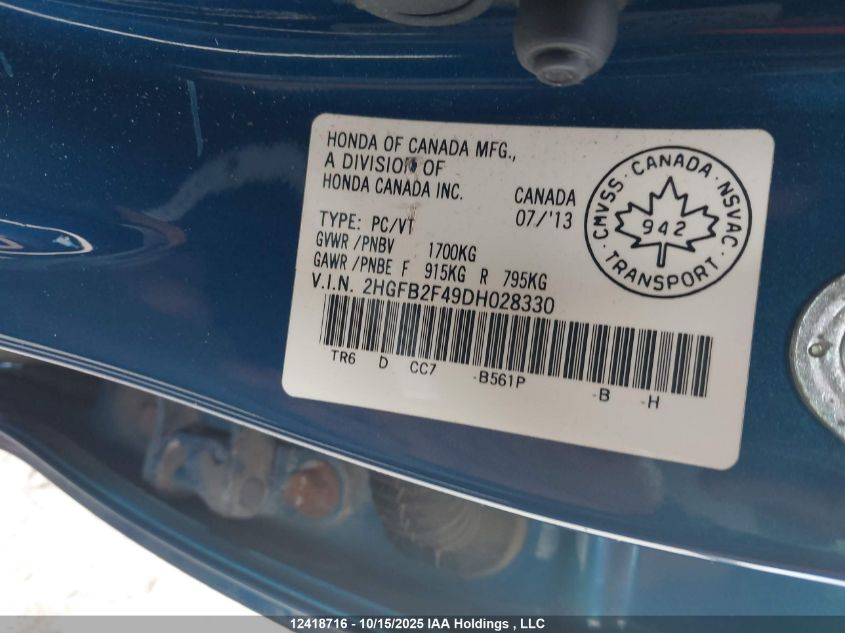 HONDA OF CANADA MFG.,
A DIVISION OF
HONDA CANADA INC.
CANADA
07/'13
TYPE: PC/VT
GVWR /PNBV 1700KG
GAWR /PNBE F 915KG R 795KG
V.I.N. 2HGFB2F49DH028330
TR6 D CC7 -B561P -B -H
CMVSS · CANADA · NSVAC
942
TRANSPORT
12418716 - 10/15/2025 IAA Holdings , LLC